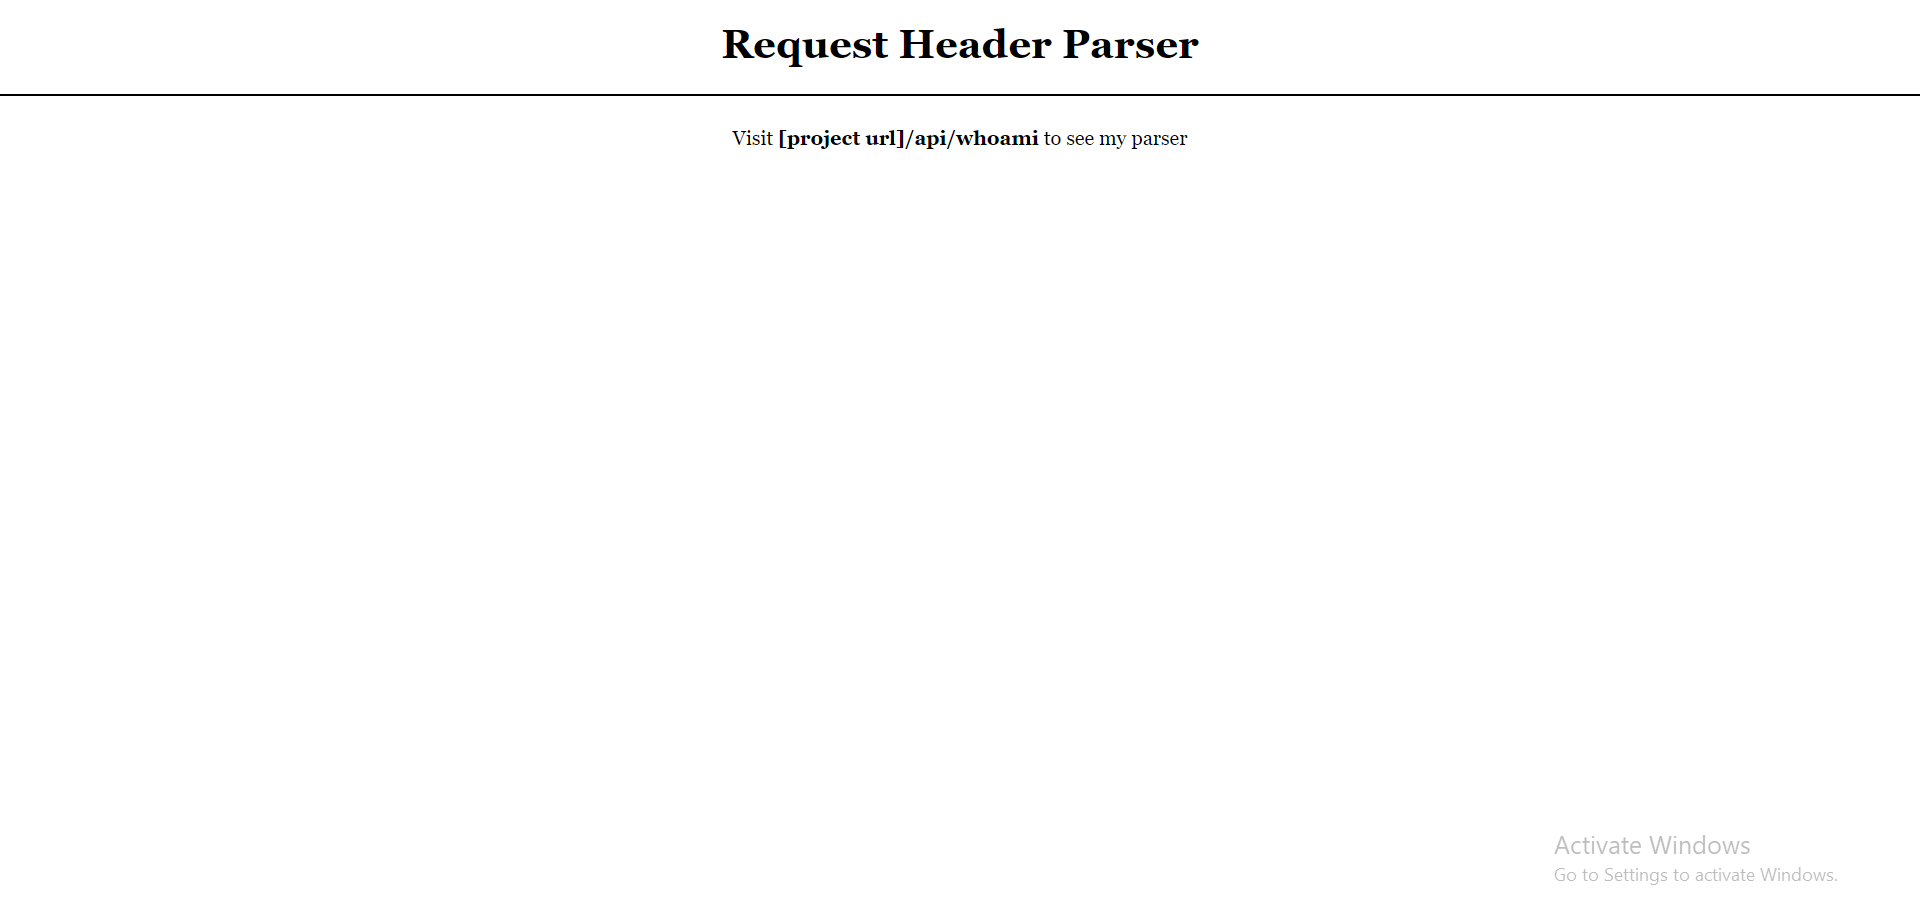 Request Header Parser
Visit [project url]/api/whoami to see my parser
Activate Windows
Go to Settings to activate Windows.